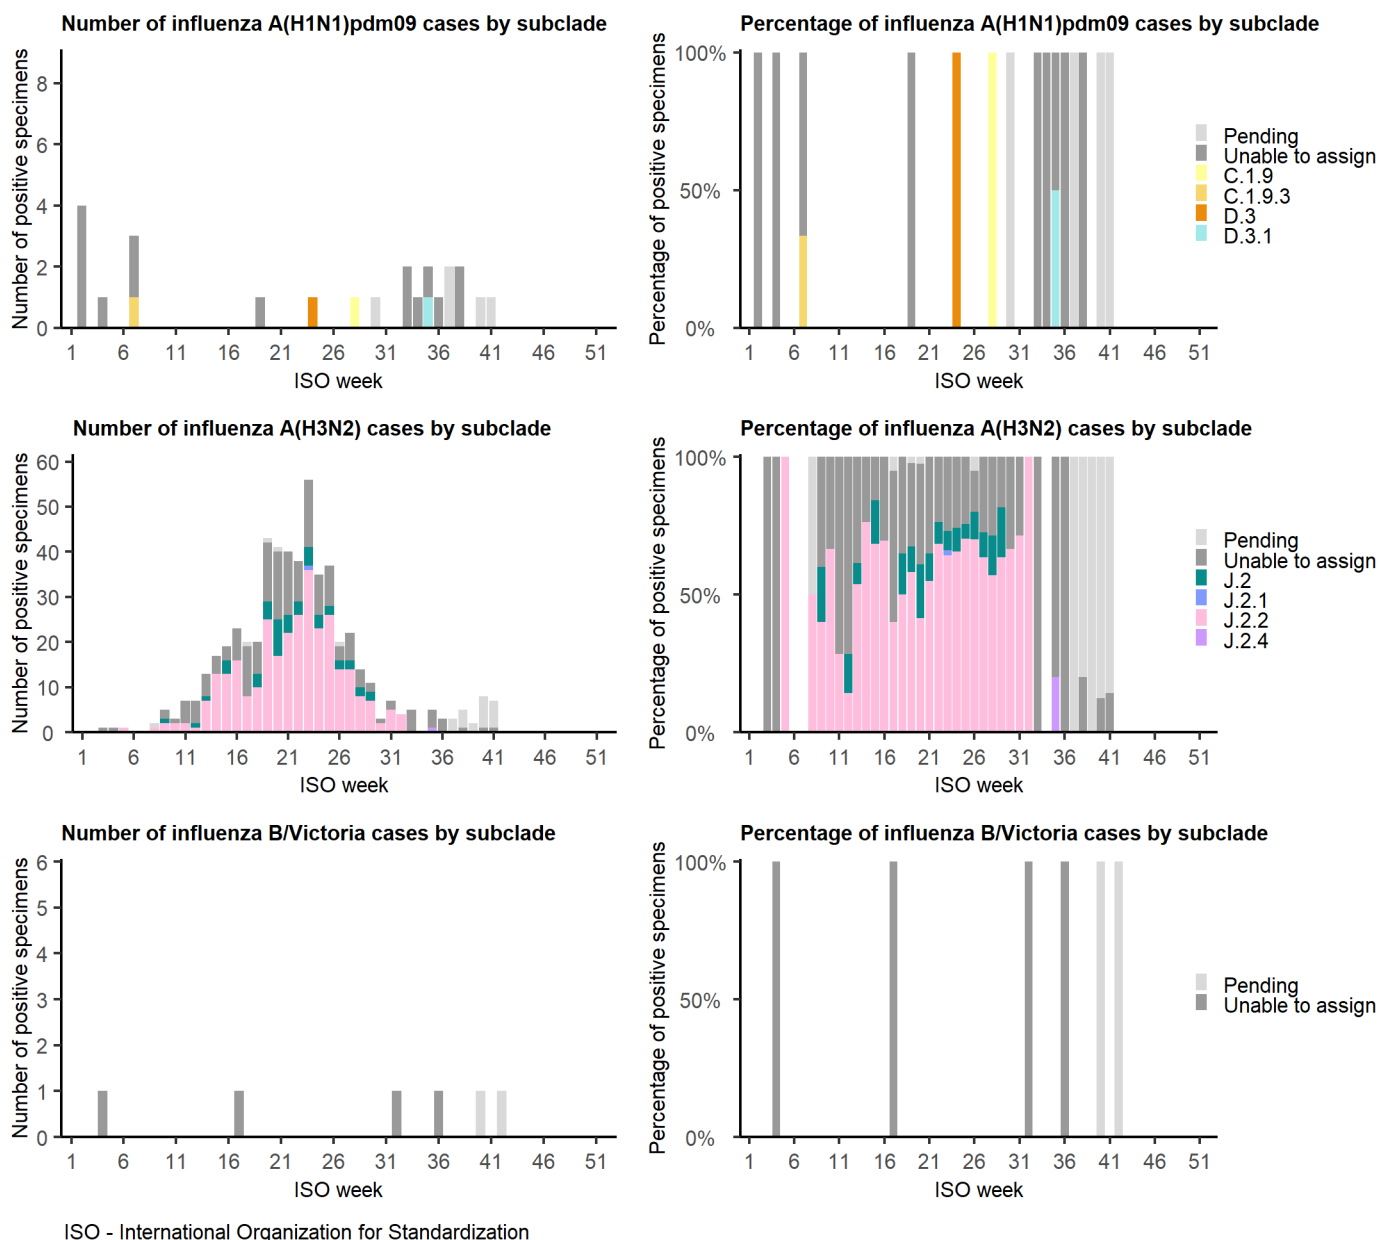 Number of influenza A(H1N1)pdm09 cases by subclade
Number of positive specimens
8
6
4
2
0
1 6 11 16 21 26 31 36 41 46 51
ISO week
Percentage of influenza A(H1N1)pdm09 cases by subclade
Percentage of positive specimens
100%
50%
0%
1 6 11 16 21 26 31 36 41 46 51
ISO week
Pending
Unable to assign
C.1.9
C.1.9.3
D.3
D.3.1
Number of influenza A(H3N2) cases by subclade
Number of positive specimens
60
50
40
30
20
10
0
1 6 11 16 21 26 31 36 41 46 51
ISO week
Percentage of influenza A(H3N2) cases by subclade
Percentage of positive specimens
100%
50%
0%
1 6 11 16 21 26 31 36 41 46 51
ISO week
Pending
Unable to assign
J.2
J.2.1
J.2.2
J.2.4
Number of influenza B/Victoria cases by subclade
Number of positive specimens
6
5
4
3
2
1
0
1 6 11 16 21 26 31 36 41 46 51
ISO week
Percentage of influenza B/Victoria cases by subclade
Percentage of positive specimens
100%
50%
0%
1 6 11 16 21 26 31 36 41 46 51
ISO week
Pending
Unable to assign
ISO - International Organization for Standardization